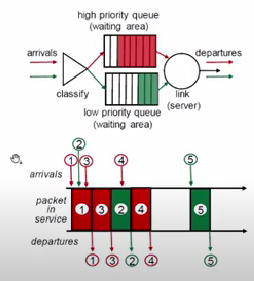 high priority queue
(waiting area)
arrivals
departures
classify
link
(server)
low priority queue
(waiting area)
2
1 3 4 5
arrivals
packet
in
service
1 3 2 4 5
departures
1 3 2 4 5